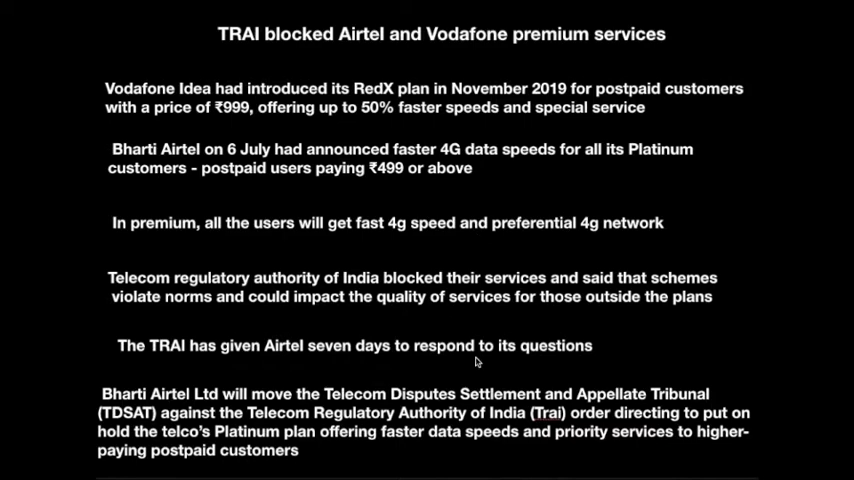 TRAI blocked Airtel and Vodafone premium services
Vodafone Idea had introduced its RedX plan in November 2019 for postpaid customers
with a price of ₹999, offering up to 50% faster speeds and special service
Bharti Airtel on 6 July had announced faster 4G data speeds for all its Platinum
customers - postpaid users paying ₹499 or above
In premium, all the users will get fast 4g speed and preferential 4g network
Telecom regulatory authority of India blocked their services and said that schemes
violate norms and could impact the quality of services for those outside the plans
The TRAI has given Airtel seven days to respond to its questions
Bharti Airtel Ltd will move the Telecom Disputes Settlement and Appellate Tribunal
(TDSAT) against the Telecom Regulatory Authority of India (Trai) order directing to put on
hold the telco’s Platinum plan offering faster data speeds and priority services to higher-
paying postpaid customers